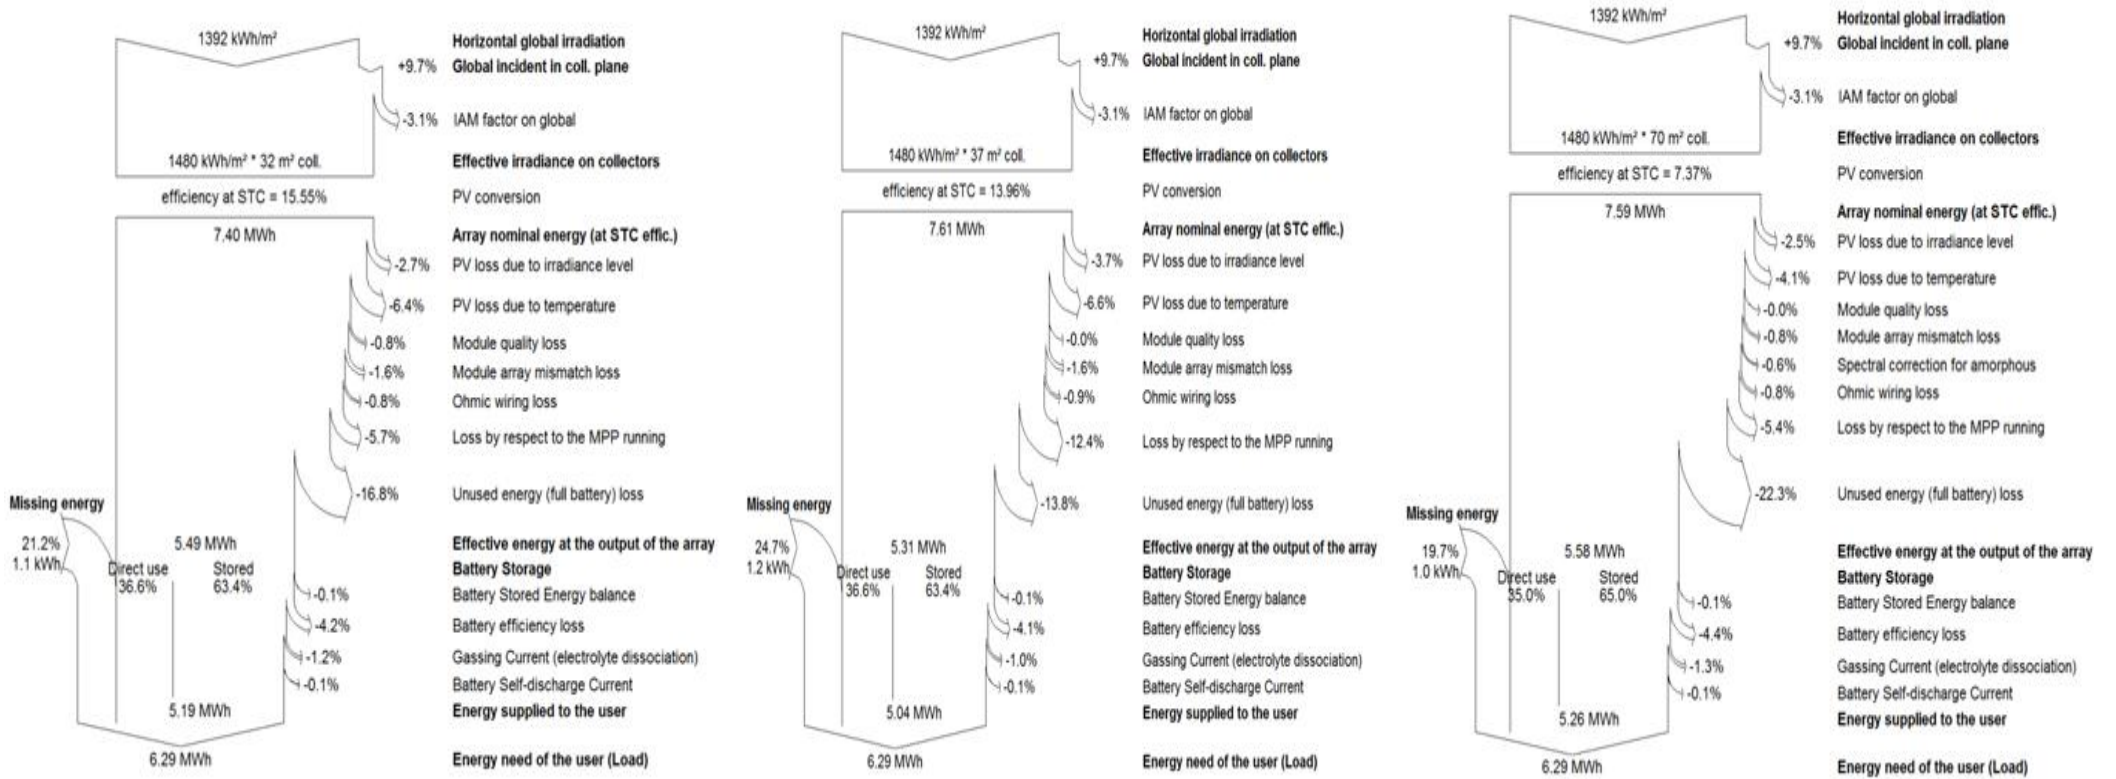 1392 kWh/m²
Horizontal global irradiation
+9.7% Global incident in coll. plane
-3.1% IAM factor on global
1480 kWh/m² * 32 m² coll.
Effective irradiance on collectors
efficiency at STC = 15.55%
PV conversion
7.40 MWh
Array nominal energy (at STC effic.)
-2.7% PV loss due to irradiance level
-6.4% PV loss due to temperature
-0.8% Module quality loss
-1.6% Module array mismatch loss
-0.8% Ohmic wiring loss
-5.7% Loss by respect to the MPP running
-16.8% Unused energy (full battery) loss
Missing energy
21.2%
1.1 kWh
5.49 MWh
Effective energy at the output of the array
Direct use
36.6%
Stored
63.4%
Battery Storage
-0.1% Battery Stored Energy balance
-4.2% Battery efficiency loss
-1.2% Gassing Current (electrolyte dissociation)
-0.1% Battery Self-discharge Current
5.19 MWh
Energy supplied to the user
6.29 MWh
Energy need of the user (Load)
1392 kWh/m²
Horizontal global irradiation
+9.7% Global incident in coll. plane
-3.1% IAM factor on global
1480 kWh/m² * 37 m² coll.
Effective irradiance on collectors
efficiency at STC = 13.96%
PV conversion
7.61 MWh
Array nominal energy (at STC effic.)
-3.7% PV loss due to irradiance level
-6.6% PV loss due to temperature
-0.0% Module quality loss
-1.6% Module array mismatch loss
-0.9% Ohmic wiring loss
-12.4% Loss by respect to the MPP running
-13.8% Unused energy (full battery) loss
Missing energy
24.7%
1.2 kWh
5.31 MWh
Effective energy at the output of the array
Direct use
36.6%
Stored
63.4%
Battery Storage
-0.1% Battery Stored Energy balance
-4.1% Battery efficiency loss
-1.0% Gassing Current (electrolyte dissociation)
-0.1% Battery Self-discharge Current
5.04 MWh
Energy supplied to the user
6.29 MWh
Energy need of the user (Load)
1392 kWh/m²
Horizontal global irradiation
+9.7% Global incident in coll. plane
-3.1% IAM factor on global
1480 kWh/m² * 70 m² coll.
Effective irradiance on collectors
efficiency at STC = 7.37%
PV conversion
7.59 MWh
Array nominal energy (at STC effic.)
-2.5% PV loss due to irradiance level
-4.1% PV loss due to temperature
-0.0% Module quality loss
-0.8% Module array mismatch loss
-0.6% Spectral correction for amorphous
-0.8% Ohmic wiring loss
-5.4% Loss by respect to the MPP running
-22.3% Unused energy (full battery) loss
Missing energy
19.7%
1.0 kWh
5.58 MWh
Effective energy at the output of the array
Direct use
35.0%
Stored
65.0%
Battery Storage
-0.1% Battery Stored Energy balance
-4.4% Battery efficiency loss
-1.3% Gassing Current (electrolyte dissociation)
-0.1% Battery Self-discharge Current
5.26 MWh
Energy supplied to the user
6.29 MWh
Energy need of the user (Load)